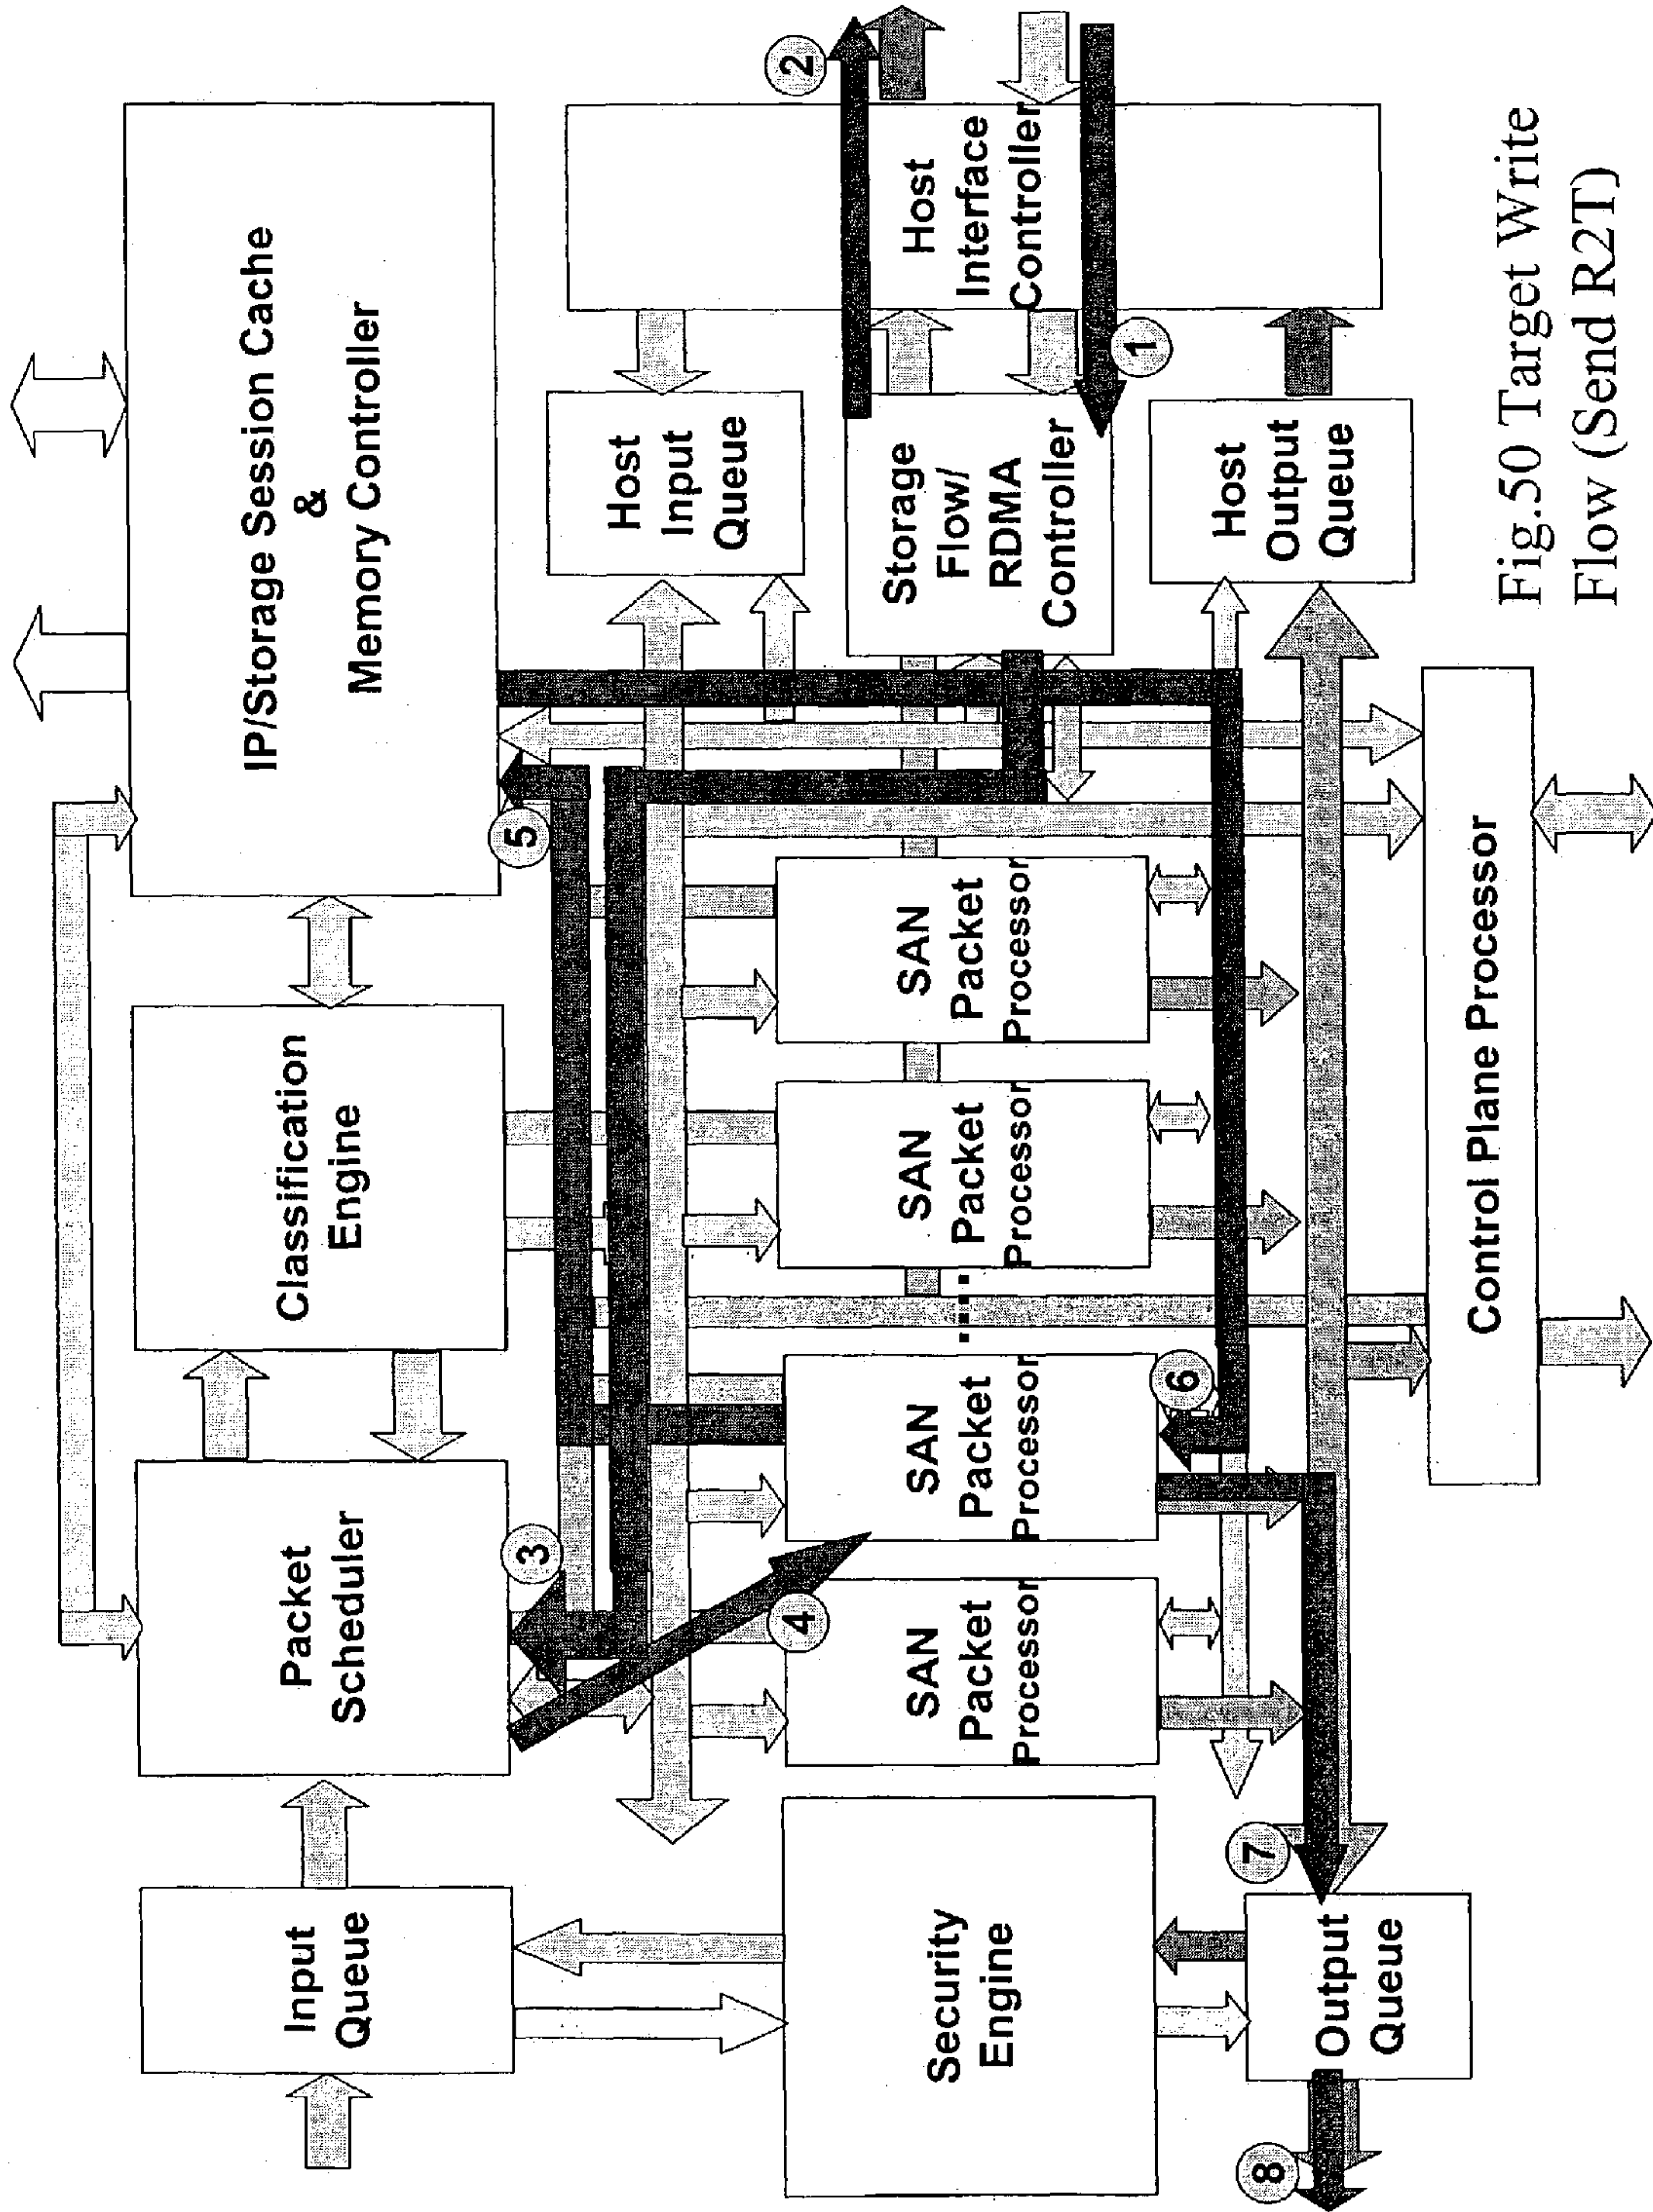 Input
Queue
Packet
Scheduler
Classification
Engine
IP/Storage Session Cache
&
Memory Controller
3
5
4
Security
Engine
SAN
Packet
Processor
SAN
Packet
Processor
.....
SAN
Packet
Processor
SAN
Packet
Processor
Host
Input
Queue
Storage
Flow/
RDMA
Controller
Host
Output
Queue
Host
Interface
Controller
2
1
6
7
8
Output
Queue
Control Plane Processor
Fig.50 Target Write
Flow (Send R2T)